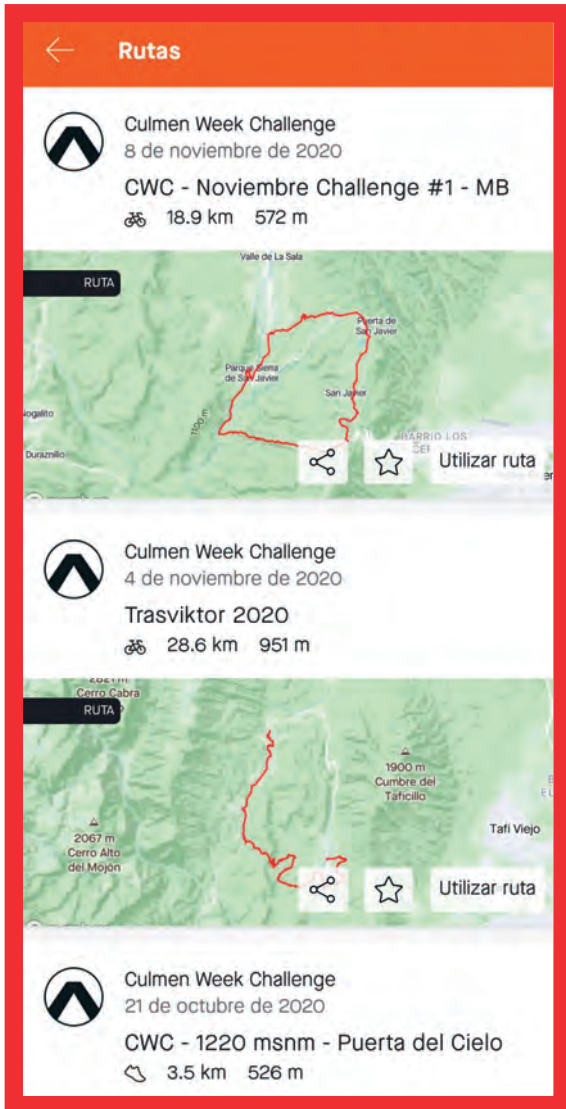 Rutas
Culmen Week Challenge
8 de noviembre de 2020
CWC - Noviembre Challenge #1 - MB
18.9 km 572 m
Valle de La Sala
RUTA
Puerta de
San Javier
Parque Sierra
de San Javier
San Javier
1100 m
Duraznillo
BARRIO LOS
Utilizar ruta
Culmen Week Challenge
4 de noviembre de 2020
Trasviktor 2020
28.6 km 951 m
Cerro Cabra
RUTA
1900 m
Cumbre del
Taficillo
2067 m
Cerro Alto
del Mojón
Tafí Viejo
Utilizar ruta
Culmen Week Challenge
21 de octubre de 2020
CWC - 1220 msnm - Puerta del Cielo
3.5 km 526 m